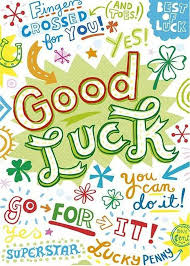 Fingers
CROSSED
for YOU!
(AND TOES!)
BEST
OF
LUCK
YES!
Good
Luck
you
can
do it!
GO FOR IT!
Yes
SUPERSTAR
LUCKY
PENNY